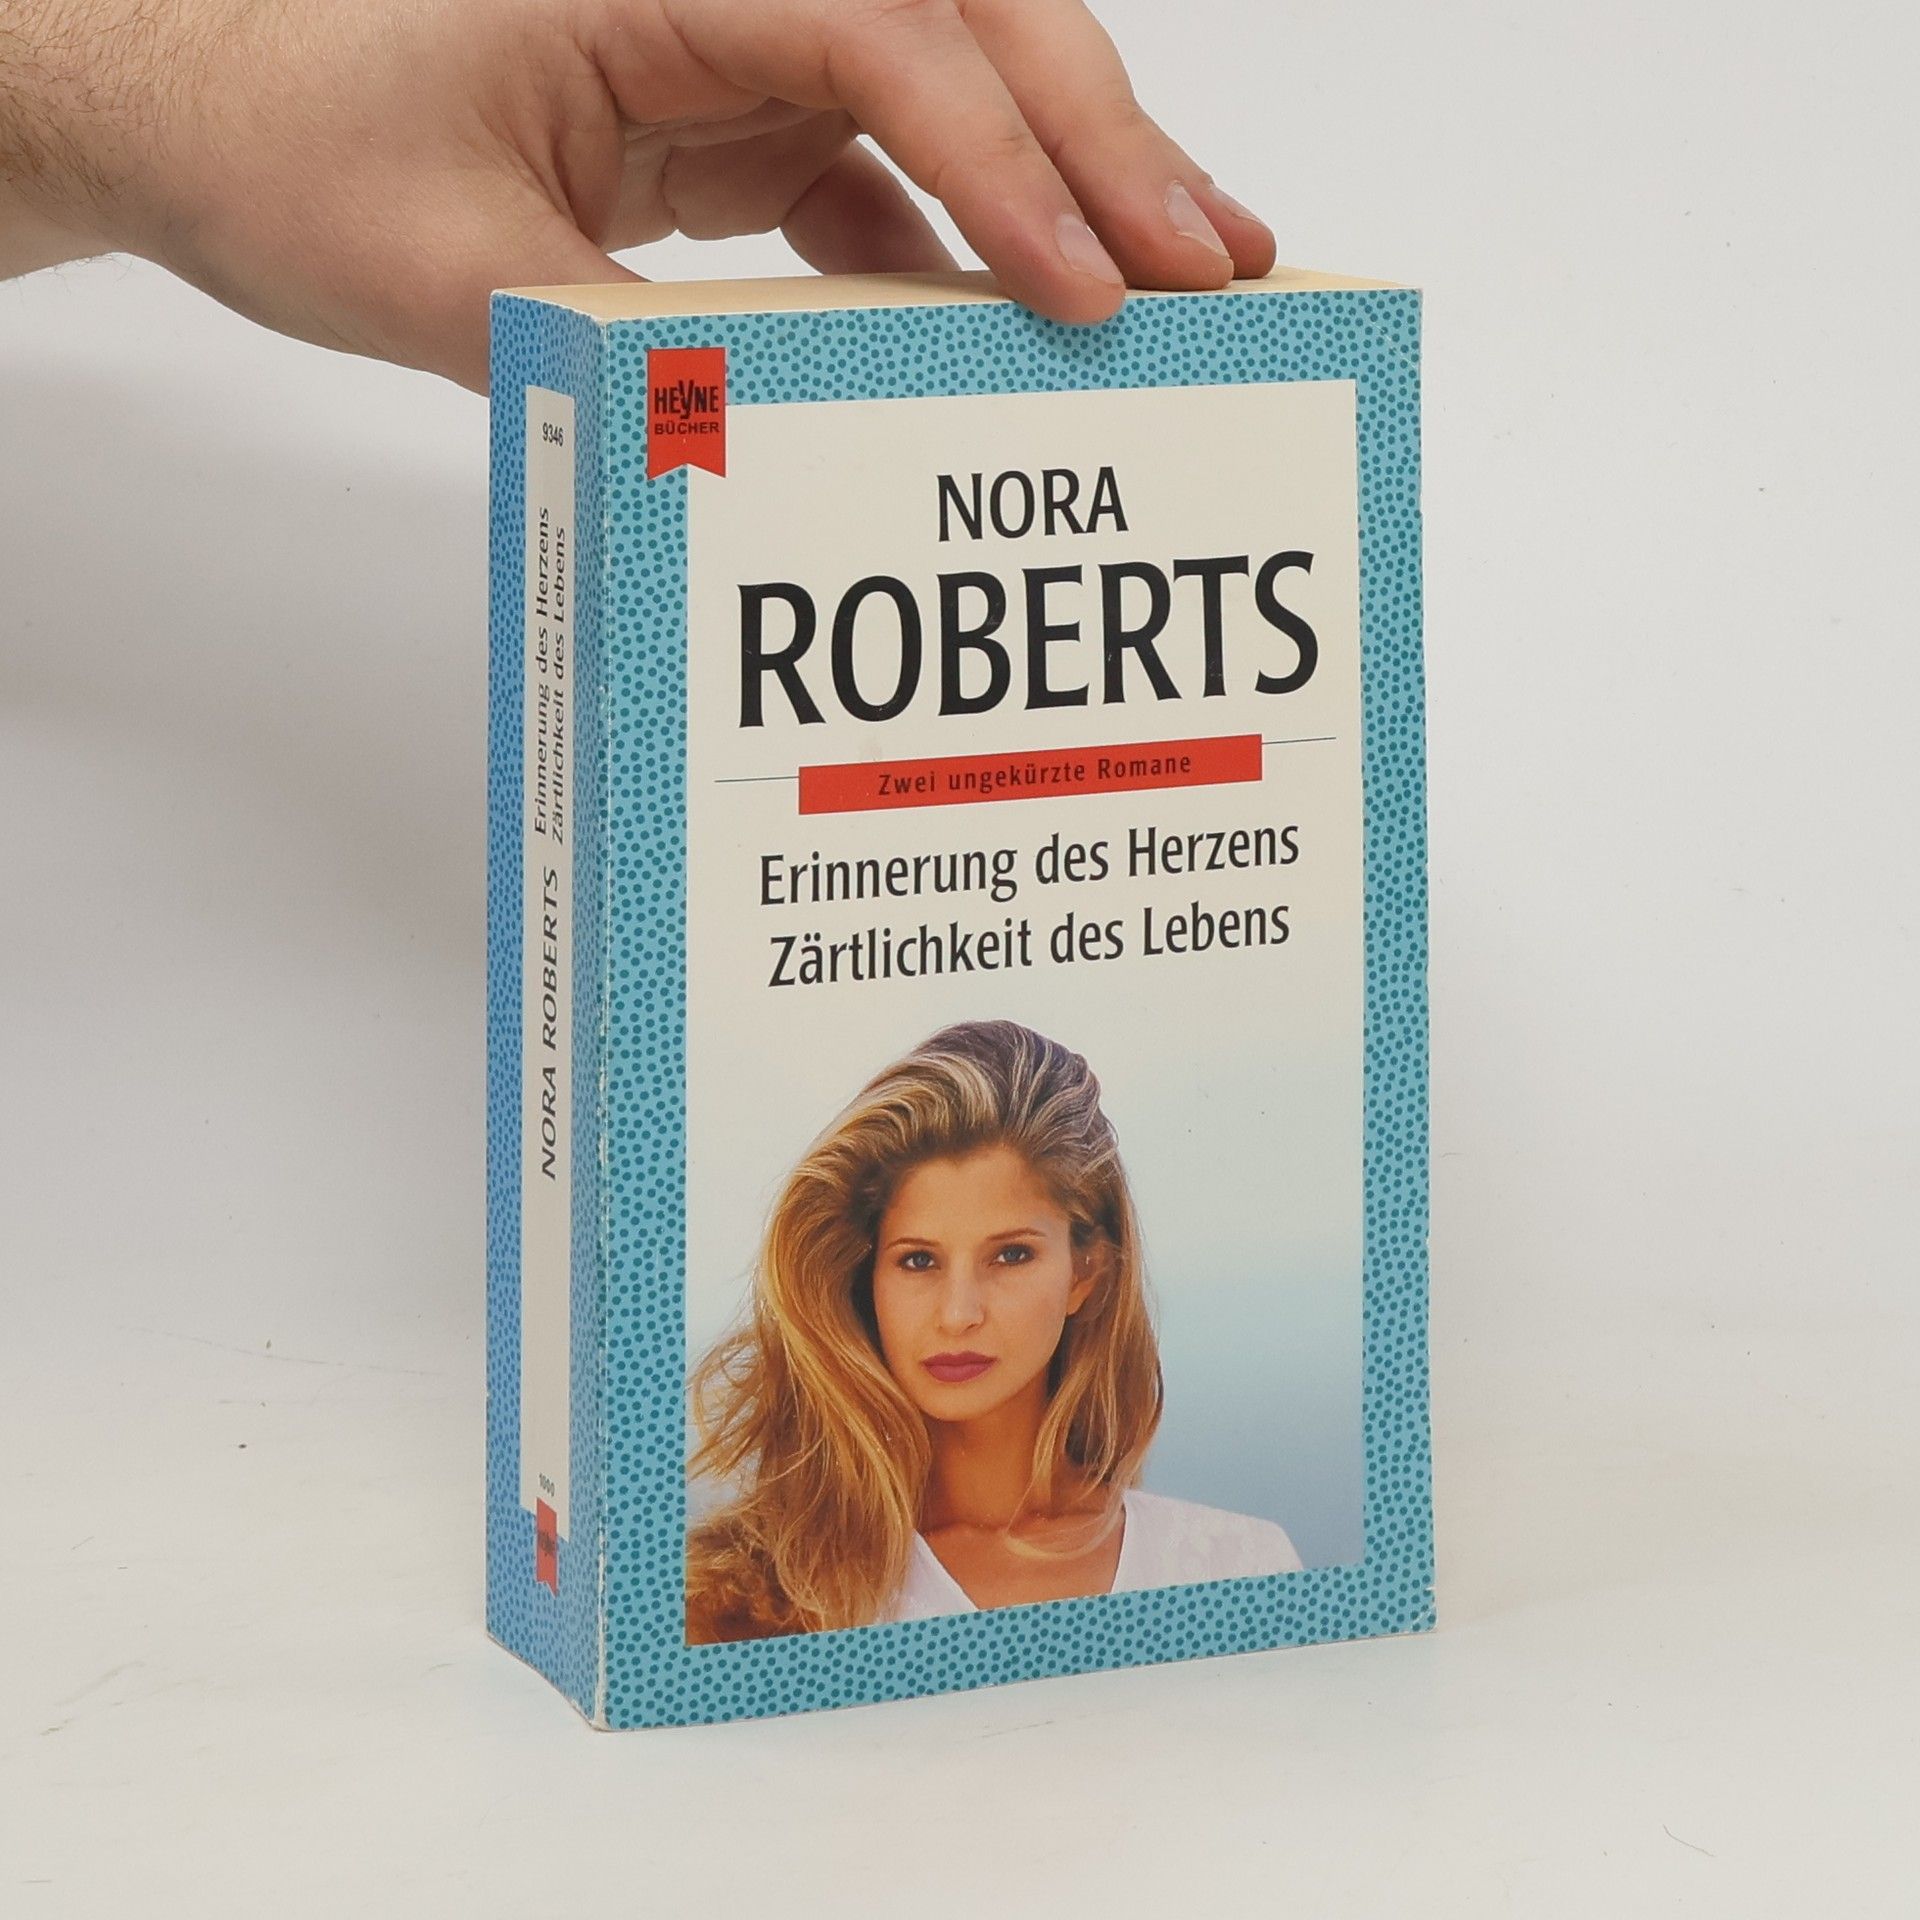 HEYNE
BÜCHER
NORA
ROBERTS
Zwei ungekürzte Romane
Erinnerung des Herzens
Zärtlichkeit des Lebens
9346
NORA ROBERTS
Erinnerung des Herzens
Zärtlichkeit des Lebens
1000